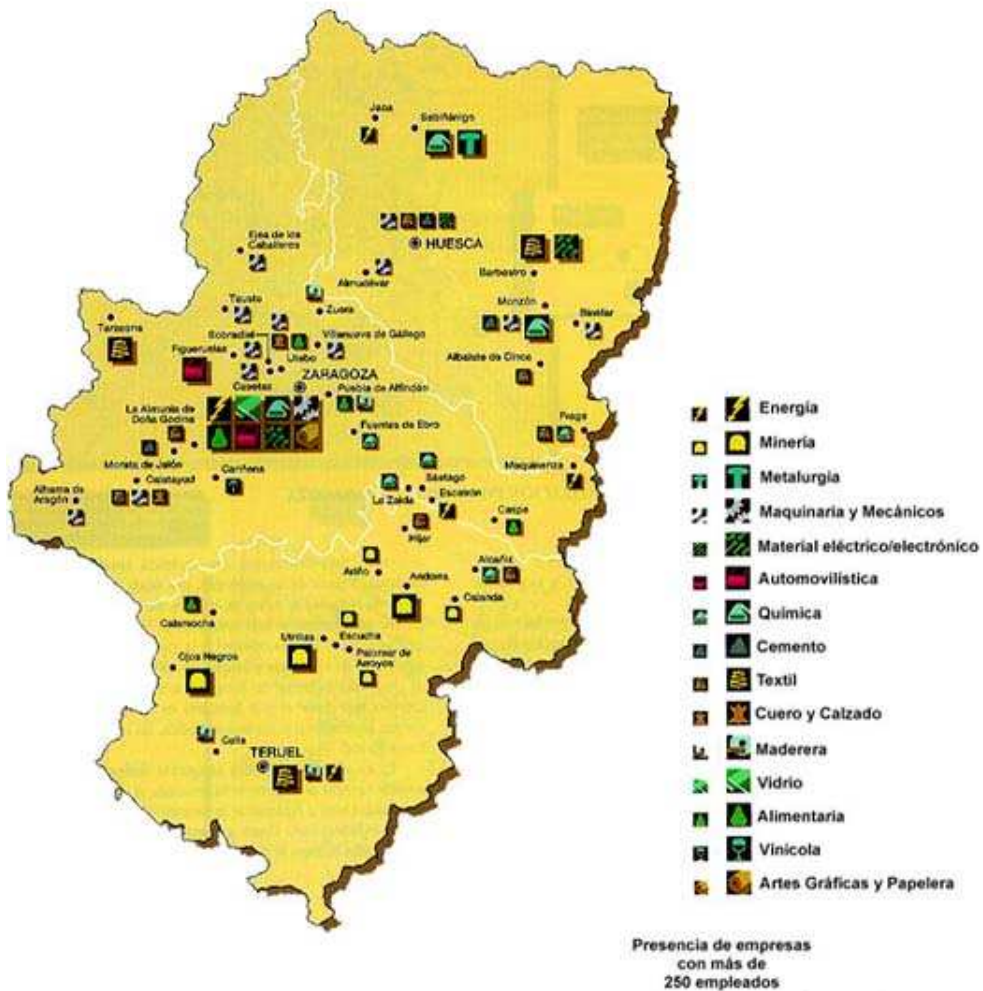 Jaca
Sabiñánigo
HUESCA
Ejea de los
Caballeros
Almudévar
Barbastro
Tauste
Zuera
Monzón
Binefar
Tarazona
Sobradiel
Villanueva de Gállego
Figueruelas
Utebo
Albalate de Cinca
Casetas
ZARAGOZA
Puebla de Alfindén
La Almunia de
Doña Godina
Fuentes de Ebro
Fraga
Morata de Jalón
Cariñena
Mequinenza
Calatayud
Sástago
Alhama de
Aragón
La Zaida
Escatrón
Caspe
Híjar
Ariño
Andorra
Alcañiz
Calanda
Calamocha
Utrillas
Escucha
Palomar de
Arroyos
Ojos Negros
Cella
TERUEL
Energía
Minería
Metalurgia
Maquinaria y Mecánicos
Material eléctrico/electrónico
Automovilística
Química
Cemento
Textil
Cuero y Calzado
Maderera
Vidrio
Alimentaria
Vinícola
Artes Gráficas y Papelera
Presencia de empresas
con más de
250 empleados